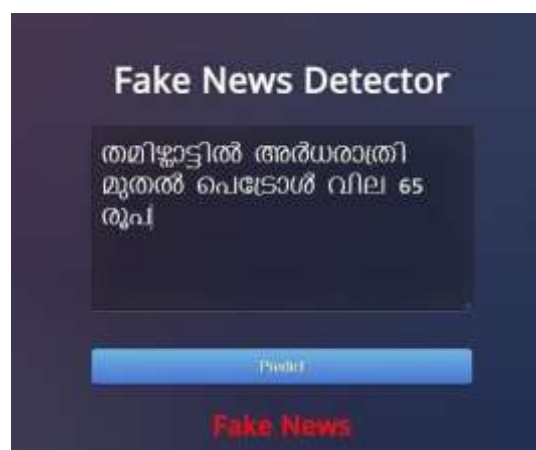 Fake News Detector
തമിഴ്നാട്ടിൽ അർധരാത്രി
മുതൽ പെട്രോൾ വില 65
രൂപ
Predict
Fake News